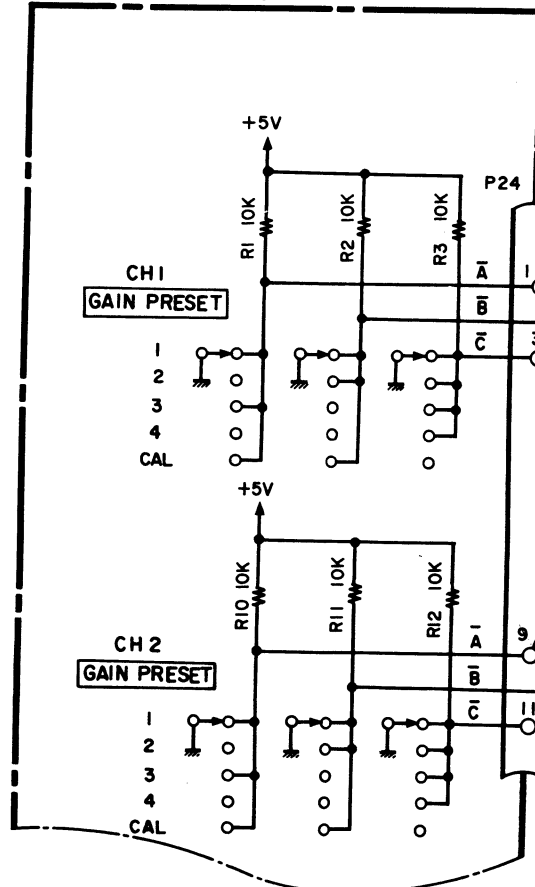 +5V
P24
R1 10K
R2 10K
R3 10K
A̅ 1
CH1
GAIN PRESET
B̅
1
C̅ 3
2
3
4
CAL
+5V
R10 10K
R11 10K
R12 10K
A̅ 9
CH2
GAIN PRESET
B̅
1
C̅ 11
2
3
4
CAL